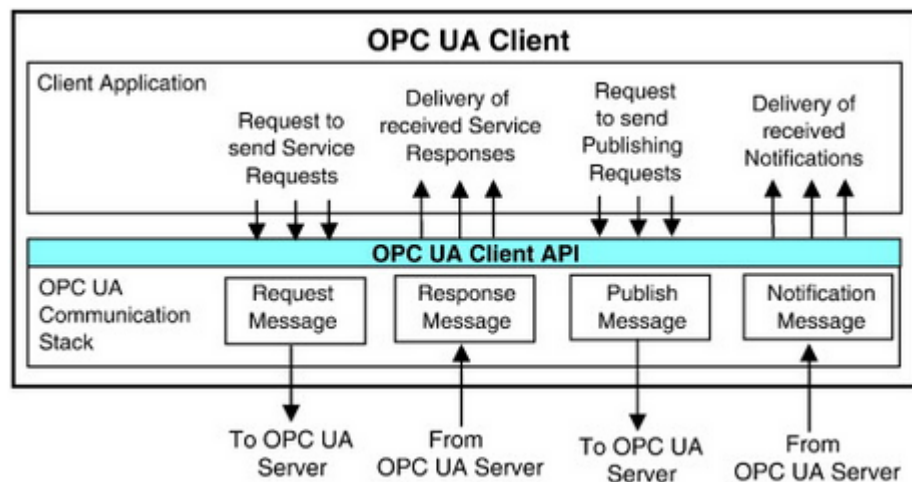 OPC UA Client
Client Application
Request to
send Service
Requests
Delivery of
received Service
Responses
Request
to send
Publishing
Requests
Delivery of
received
Notifications
OPC UA Client API
OPC UA
Communication
Stack
Request
Message
Response
Message
Publish
Message
Notification
Message
To OPC UA
Server
From
OPC UA Server
To OPC UA
Server
From
OPC UA Server